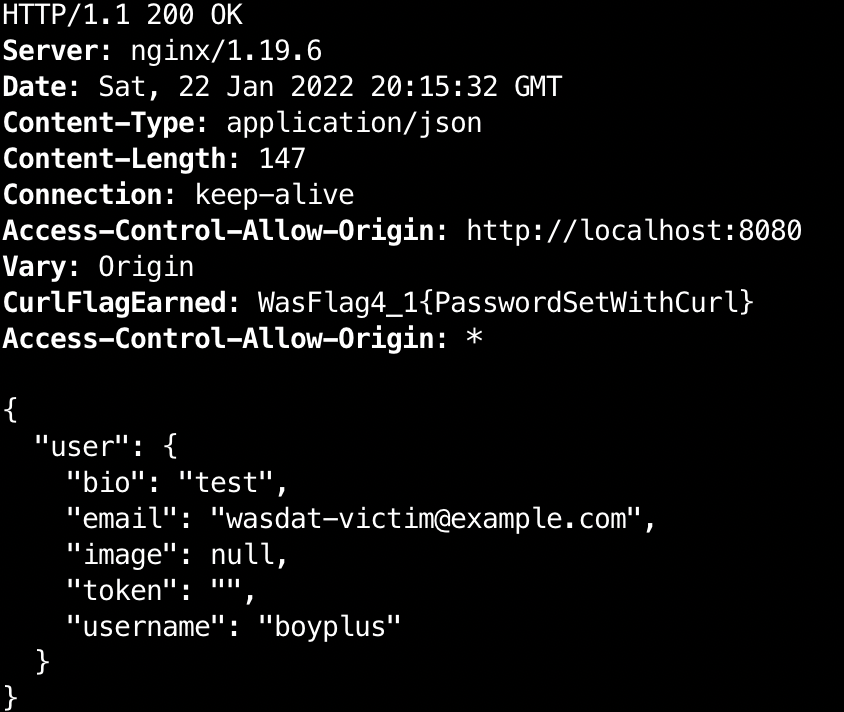 HTTP/1.1 200 OK
Server: nginx/1.19.6
Date: Sat, 22 Jan 2022 20:15:32 GMT
Content-Type: application/json
Content-Length: 147
Connection: keep-alive
Access-Control-Allow-Origin: http://localhost:8080
Vary: Origin
CurlFlagEarned: WasFlag4_1{PasswordSetWithCurl}
Access-Control-Allow-Origin: *

{
  "user": {
    "bio": "test",
    "email": "wasdat-victim@example.com",
    "image": null,
    "token": "",
    "username": "boyplus"
  }
}